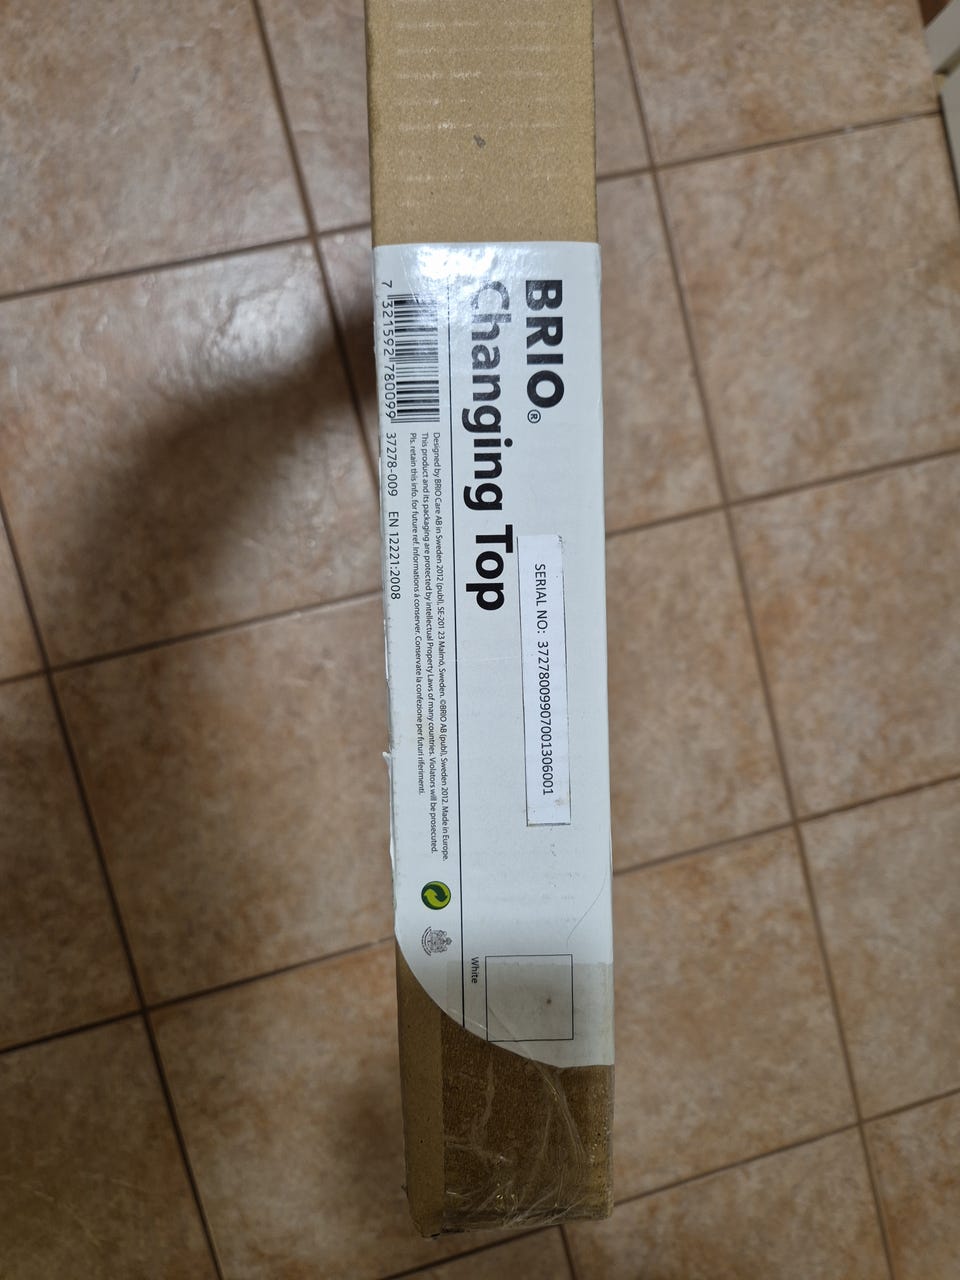 BRIO®
Changing Top
SERIAL NO: 37278009907001306001
White
Designed by BRIO Care AB in Sweden 2012 (publ), SE-201 23 Malmö, Sweden. ©BRIO AB (publ), Sweden 2012. Made in Europe.
This product and its packaging are protected by intellectual Property Laws of many countries. Violators will be prosecuted.
Pls. retain this info. for future ref. Informations à conserver. Conservate la confezione per futuri riferimenti.
7 321592 780099
37278-009 EN 12221:2008